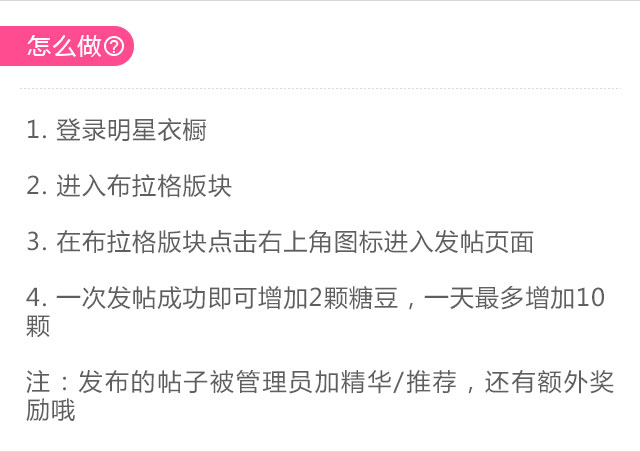 怎么做?
1. 登录明星衣橱
2. 进入布拉格版块
3. 在布拉格版块点击右上角图标进入发帖页面
4. 一次发帖成功即可增加2颗糖豆，一天最多增加10
颗
注：发布的帖子被管理员加精华/推荐，还有额外奖
励哦